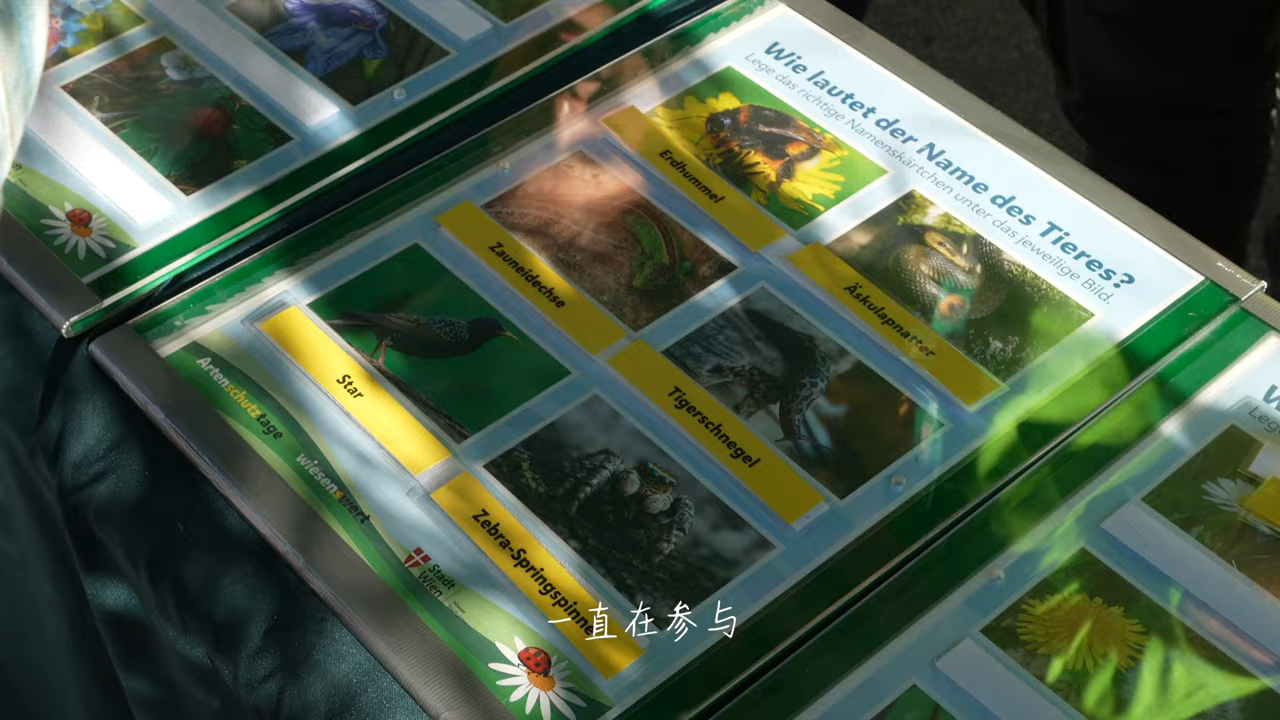 Wie lautet der Name des Tieres?
Lege das richtige Namenskärtchen unter das jeweilige Bild.
Erdhummel
Äskulapnatter
Zauneidechse
Tigerschnegel
Star
Zebra-Springspinne
Artenschutztage
wissenswert
Stadt
Wien
一直在参与